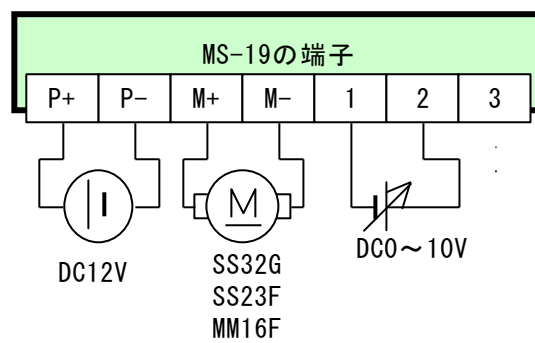 MS-19の端子
P+ P- M+ M- 1 2 3
M
DC12V
SS32G
SS23F
MM16F
DC0～10V